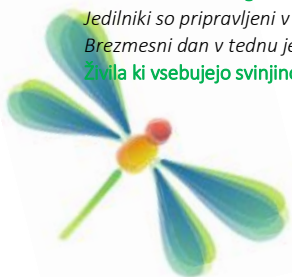 Jedilniki so pripravljeni v
Brezmesni dan v tednu je
Živila ki vsebujejo svinjino